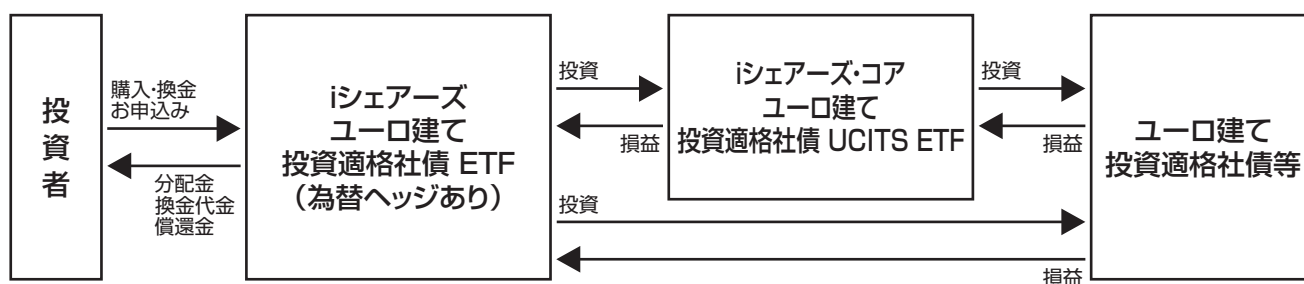 投資者
購入・換金
お申込み
分配金
換金代金
償還金
iシェアーズ
ユーロ建て
投資適格社債 ETF
（為替ヘッジあり）
投資
損益
iシェアーズ・コア
ユーロ建て
投資適格社債 UCITS ETF
投資
損益
投資
損益
ユーロ建て
投資適格社債等